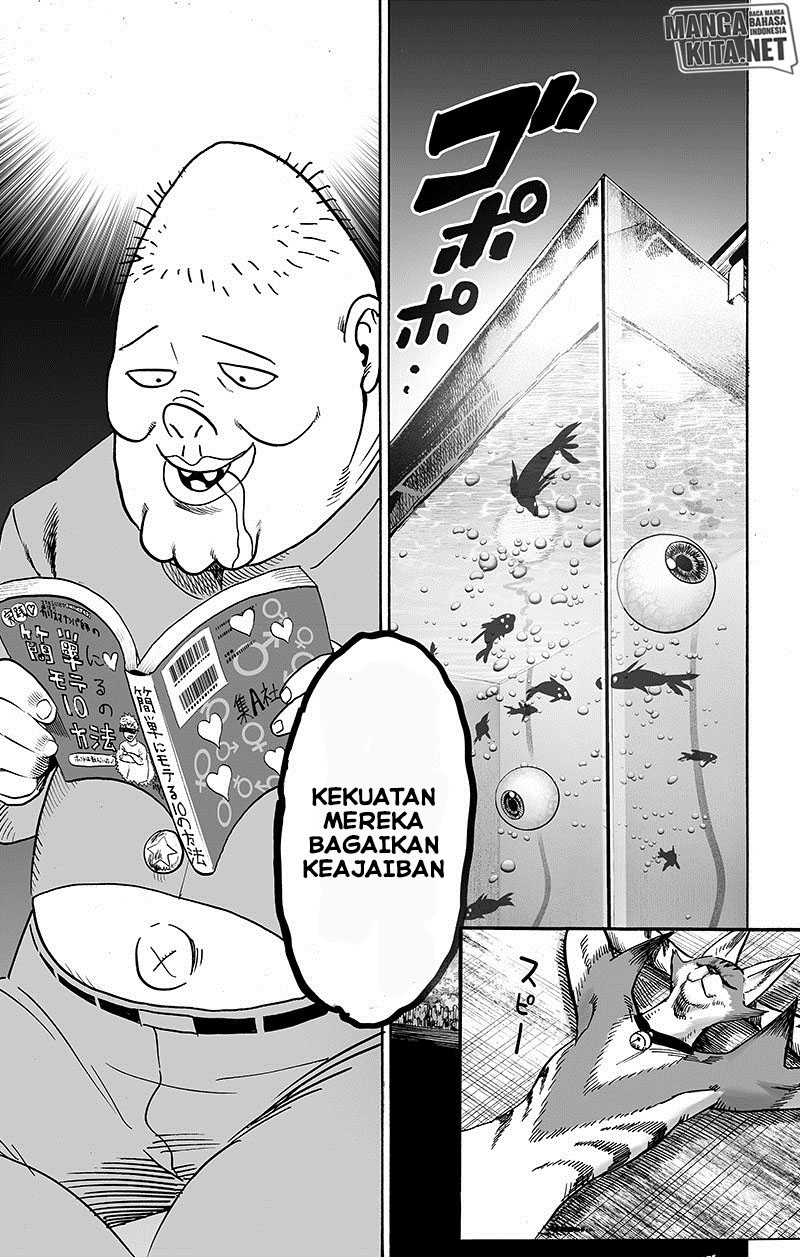 MANGA
KITA.NET
BACA MANGA
BAHASA
INDONESIA
ゴポポポ..
簡単に
モテる
10の
方法
簡単にモテる10の方法
集A社
KEKUATAN
MEREKA
BAGAIKAN
KEAJAIBAN
スピー